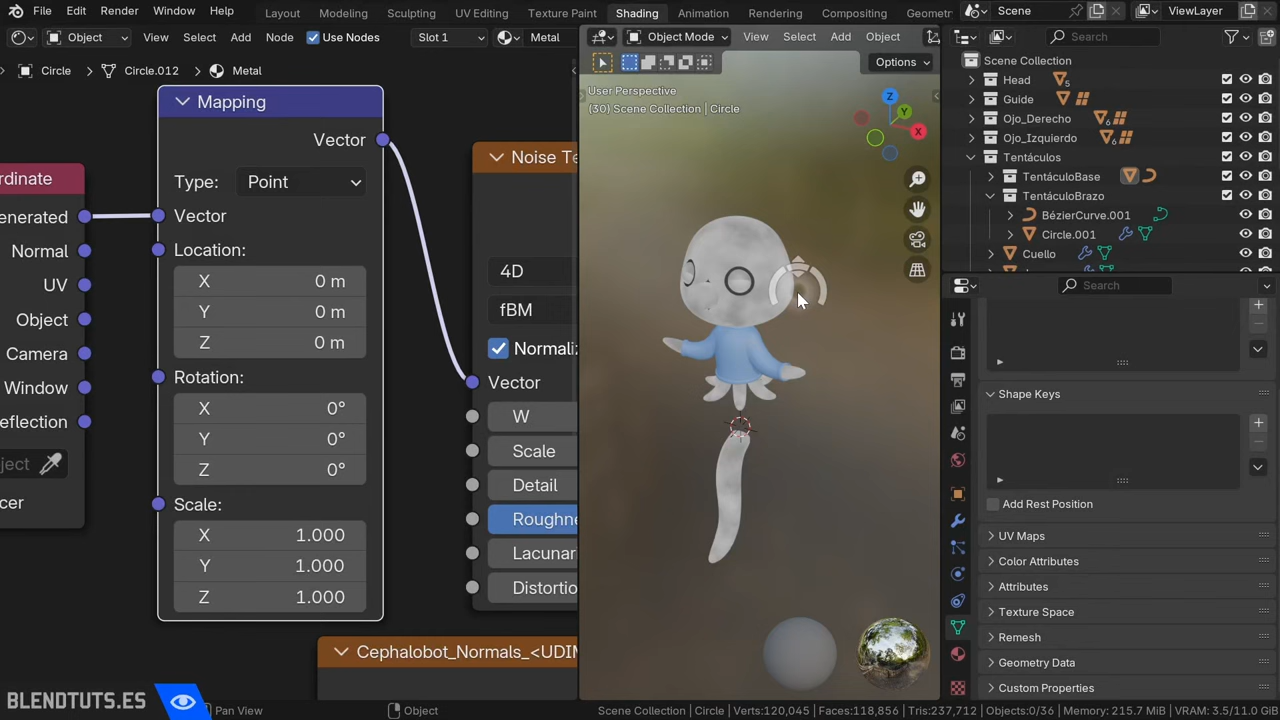 File Edit Render Window Help Layout Modeling Sculpting UV Editing Texture Paint Shading Animation Rendering Compositing Geometr Scene ViewLayer
Object View Select Add Node Use Nodes Slot 1 Metal
Object Mode View Select Add Object
Search
Circle Circle.012 Metal
Options
User Perspective
(30) Scene Collection | Circle
Z
Y
X
rdinate
enerated
Normal
UV
Object
Camera
Window
eflection
ject
cer
Mapping
Vector
Type: Point
Vector
Location:
X 0 m
Y 0 m
Z 0 m
Rotation:
X 0°
Y 0°
Z 0°
Scale:
X 1.000
Y 1.000
Z 1.000
Noise Te
4D
fBM
Normaliz
Vector
W
Scale
Detail
Roughne
Lacunar
Distortio
Cephalobot_Normals_<UDIM
Scene Collection
Head 5
Guide
Ojo_Derecho 6
Ojo_Izquierdo 6
Tentáculos
TentáculoBase
TentáculoBrazo
BézierCurve.001
Circle.001
Cuello
Search
Shape Keys
Add Rest Position
UV Maps
Color Attributes
Attributes
Texture Space
Remesh
Geometry Data
Custom Properties
BLENDTUTS.ES
Pan View Object
Scene Collection | Circle | Verts:120,045 | Faces:118,856 | Tris:237,712 | Objects:0/36 | Memory: 215.7 MiB | VRAM: 3.5/11.0 GiB